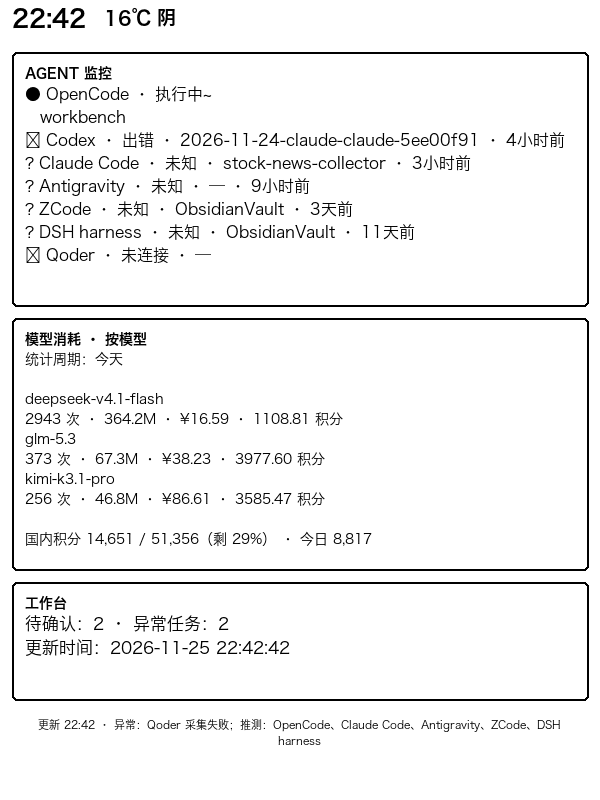 22:42 16℃ 阴
AGENT 监控
● OpenCode · 执行中~
workbench
☒ Codex · 出错 · 2026-11-24-claude-claude-5ee00f91 · 4小时前
? Claude Code · 未知 · stock-news-collector · 3小时前
? Antigravity · 未知 · — · 9小时前
? ZCode · 未知 · ObsidianVault · 3天前
? DSH harness · 未知 · ObsidianVault · 11天前
☒ Qoder · 未连接 · —
模型消耗 · 按模型
统计周期: 今天
deepseek-v4.1-flash
2943 次 · 364.2M · ¥16.59 · 1108.81 积分
glm-5.3
373 次 · 67.3M · ¥38.23 · 3977.60 积分
kimi-k3.1-pro
256 次 · 46.8M · ¥86.61 · 3585.47 积分
国内积分 14,651 / 51,356（剩 29%） · 今日 8,817
工作台
待确认: 2 · 异常任务: 2
更新时间: 2026-11-25 22:42:42
更新 22:42 · 异常: Qoder 采集失败; 推测: OpenCode、Claude Code、Antigravity、ZCode、DSH
harness